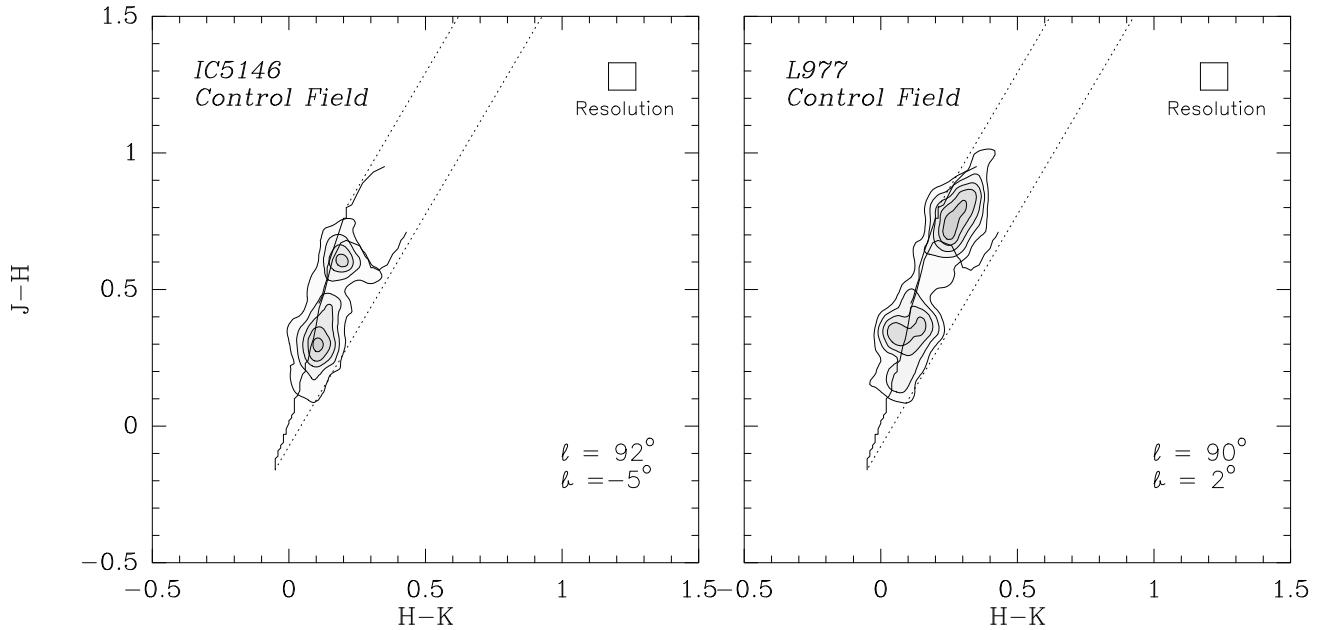 1.5
1
0.5
0
−0.5
J−H
IC5146
Control Field
Resolution
ℓ = 92°
b =−5°
−0.5
0
0.5
1
1.5
H−K
L977
Control Field
Resolution
ℓ = 90°
b = 2°
−0.5
0
0.5
1
1.5
H−K